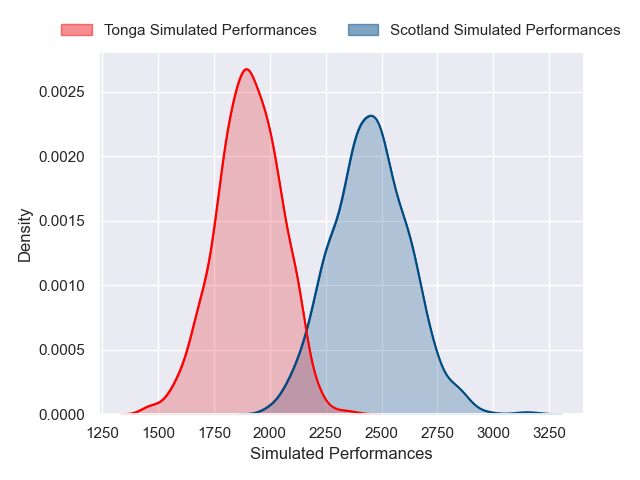 Tonga Simulated Performances Scotland Simulated Performances
0.0025
0.0020
0.0015
0.0010
0.0005
0.0000
Density
1250 1500 1750 2000 2250 2500 2750 3000 3250
Simulated Performances